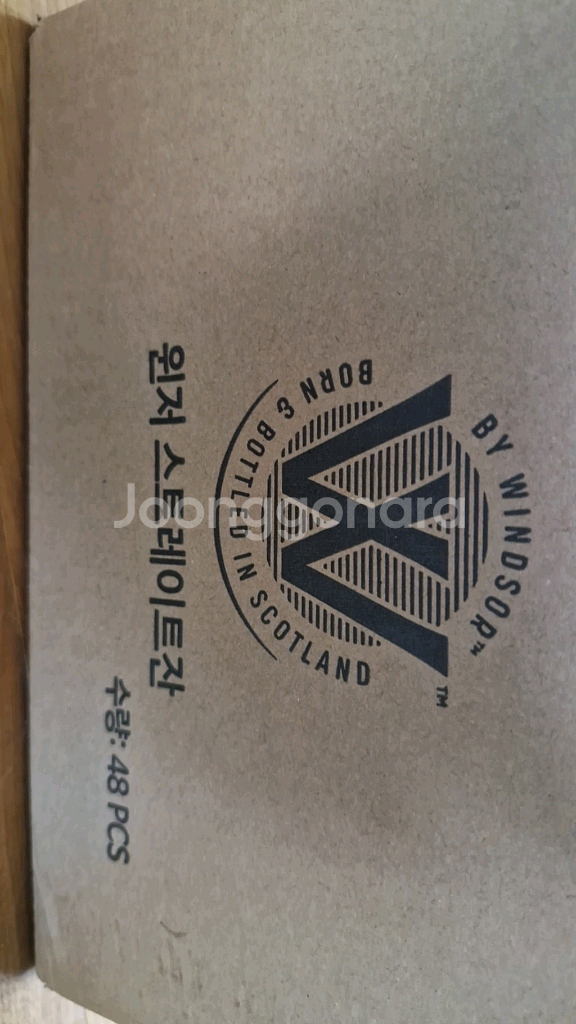 BY WINDSOR™
W™
BORN & BOTTLED IN SCOTLAND
윈저 스트레이트잔
수량: 48 PCS
Joonggonara